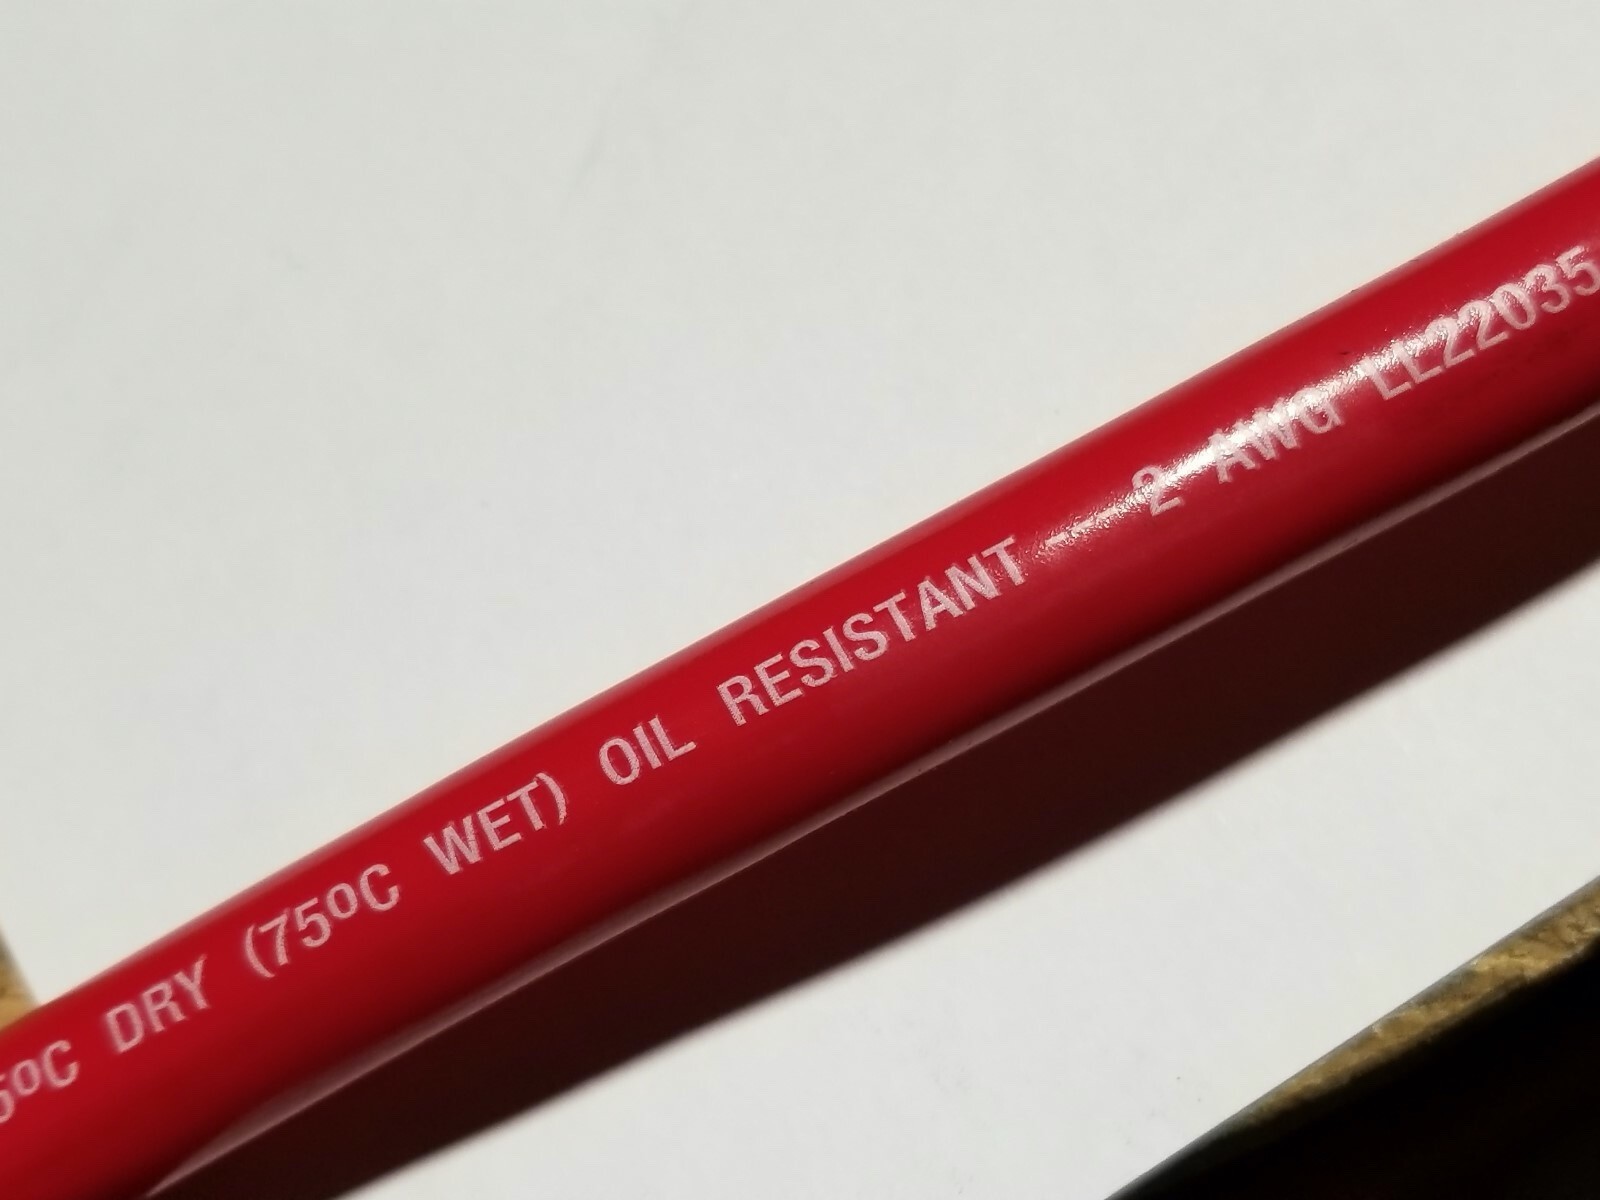 5ºC DRY (75ºC WET) OIL RESISTANT --- 2 AWG LL22035